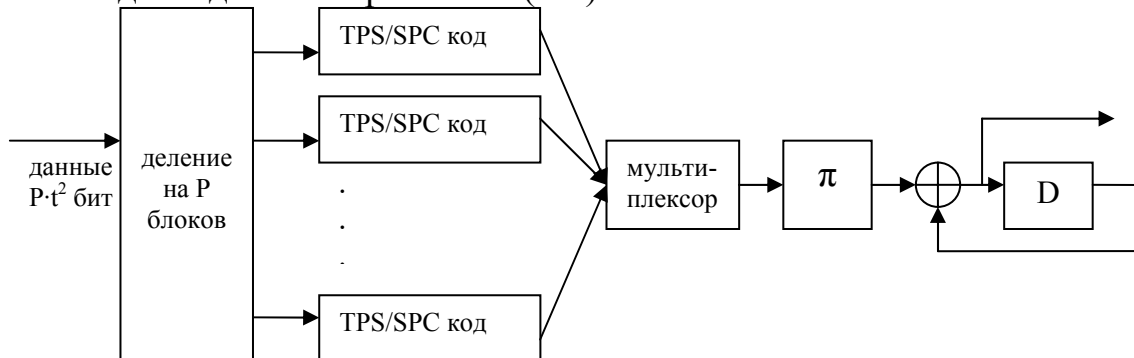 TPS/SPC код
TPS/SPC код
данные
P·t² бит
деление
на P
блоков
мульти-
плексор
π
D
TPS/SPC код